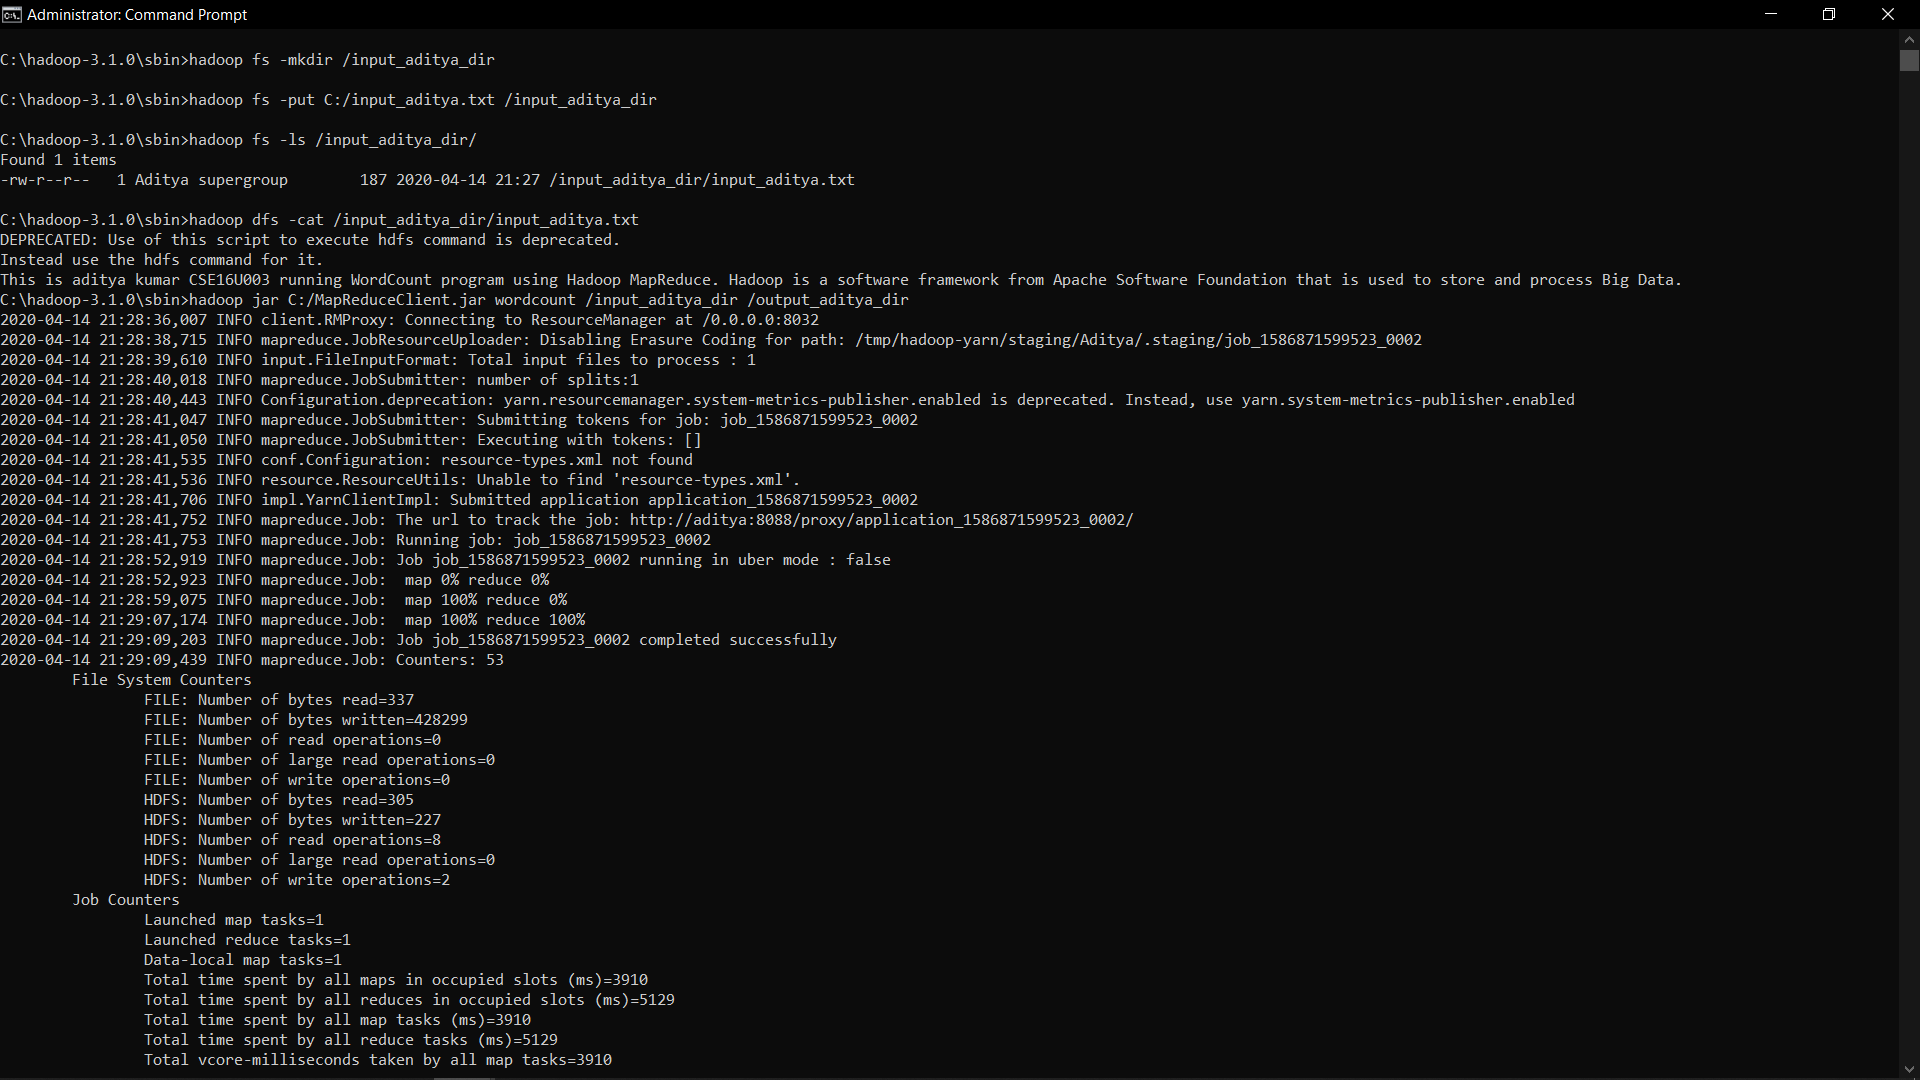 Administrator: Command Prompt
C:\hadoop-3.1.0\sbin>hadoop fs -mkdir /input_aditya_dir
C:\hadoop-3.1.0\sbin>hadoop fs -put C:/input_aditya.txt /input_aditya_dir
C:\hadoop-3.1.0\sbin>hadoop fs -ls /input_aditya_dir/
Found 1 items
-rw-r--r--   1 Aditya supergroup        187 2020-04-14 21:27 /input_aditya_dir/input_aditya.txt
C:\hadoop-3.1.0\sbin>hadoop dfs -cat /input_aditya_dir/input_aditya.txt
DEPRECATED: Use of this script to execute hdfs command is deprecated.
Instead use the hdfs command for it.
This is aditya kumar CSE16U003 running WordCount program using Hadoop MapReduce. Hadoop is a software framework from Apache Software Foundation that is used to store and process Big Data.
C:\hadoop-3.1.0\sbin>hadoop jar C:/MapReduceClient.jar wordcount /input_aditya_dir /output_aditya_dir
2020-04-14 21:28:36,007 INFO client.RMProxy: Connecting to ResourceManager at /0.0.0.0:8032
2020-04-14 21:28:38,715 INFO mapreduce.JobResourceUploader: Disabling Erasure Coding for path: /tmp/hadoop-yarn/staging/Aditya/.staging/job_1586871599523_0002
2020-04-14 21:28:39,610 INFO input.FileInputFormat: Total input files to process : 1
2020-04-14 21:28:40,018 INFO mapreduce.JobSubmitter: number of splits:1
2020-04-14 21:28:40,443 INFO Configuration.deprecation: yarn.resourcemanager.system-metrics-publisher.enabled is deprecated. Instead, use yarn.system-metrics-publisher.enabled
2020-04-14 21:28:41,047 INFO mapreduce.JobSubmitter: Submitting tokens for job: job_1586871599523_0002
2020-04-14 21:28:41,050 INFO mapreduce.JobSubmitter: Executing with tokens: []
2020-04-14 21:28:41,535 INFO conf.Configuration: resource-types.xml not found
2020-04-14 21:28:41,536 INFO resource.ResourceUtils: Unable to find 'resource-types.xml'.
2020-04-14 21:28:41,706 INFO impl.YarnClientImpl: Submitted application application_1586871599523_0002
2020-04-14 21:28:41,752 INFO mapreduce.Job: The url to track the job: http://aditya:8088/proxy/application_1586871599523_0002/
2020-04-14 21:28:41,753 INFO mapreduce.Job: Running job: job_1586871599523_0002
2020-04-14 21:28:52,919 INFO mapreduce.Job: Job job_1586871599523_0002 running in uber mode : false
2020-04-14 21:28:52,923 INFO mapreduce.Job:  map 0% reduce 0%
2020-04-14 21:28:59,075 INFO mapreduce.Job:  map 100% reduce 0%
2020-04-14 21:29:07,174 INFO mapreduce.Job:  map 100% reduce 100%
2020-04-14 21:29:09,203 INFO mapreduce.Job: Job job_1586871599523_0002 completed successfully
2020-04-14 21:29:09,439 INFO mapreduce.Job: Counters: 53
File System Counters
FILE: Number of bytes read=337
FILE: Number of bytes written=428299
FILE: Number of read operations=0
FILE: Number of large read operations=0
FILE: Number of write operations=0
HDFS: Number of bytes read=305
HDFS: Number of bytes written=227
HDFS: Number of read operations=8
HDFS: Number of large read operations=0
HDFS: Number of write operations=2
Job Counters
Launched map tasks=1
Launched reduce tasks=1
Data-local map tasks=1
Total time spent by all maps in occupied slots (ms)=3910
Total time spent by all reduces in occupied slots (ms)=5129
Total time spent by all map tasks (ms)=3910
Total time spent by all reduce tasks (ms)=5129
Total vcore-milliseconds taken by all map tasks=3910